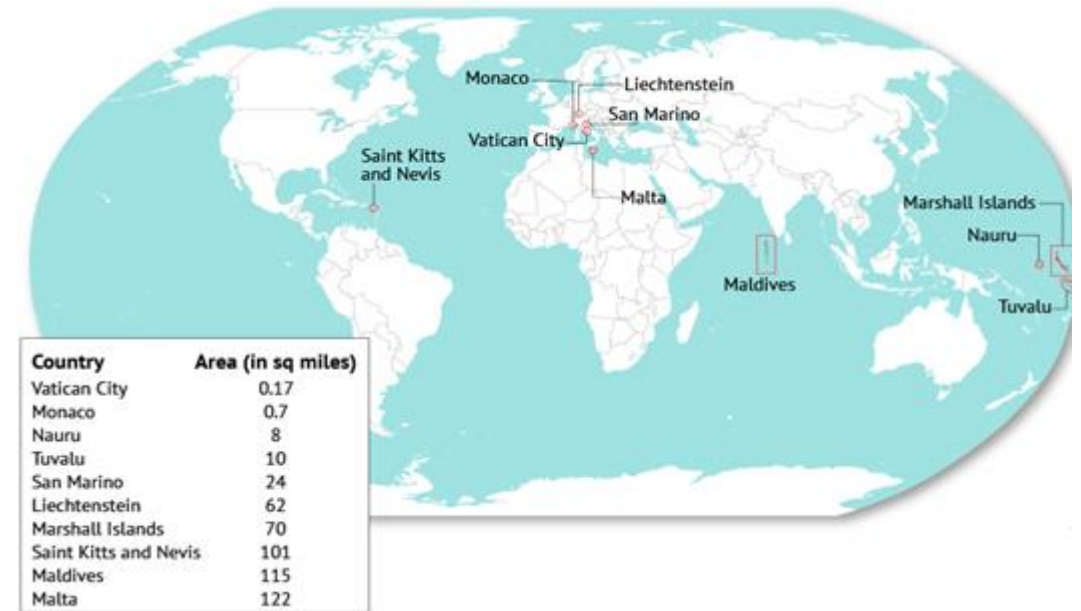 Monaco
Liechtenstein
San Marino
Vatican City
Saint Kitts
and Nevis
Malta
Marshall Islands
Nauru
Maldives
Tuvalu
Country Area (in sq miles)
Vatican City 0.17
Monaco 0.7
Nauru 8
Tuvalu 10
San Marino 24
Liechtenstein 62
Marshall Islands 70
Saint Kitts and Nevis 101
Maldives 115
Malta 122